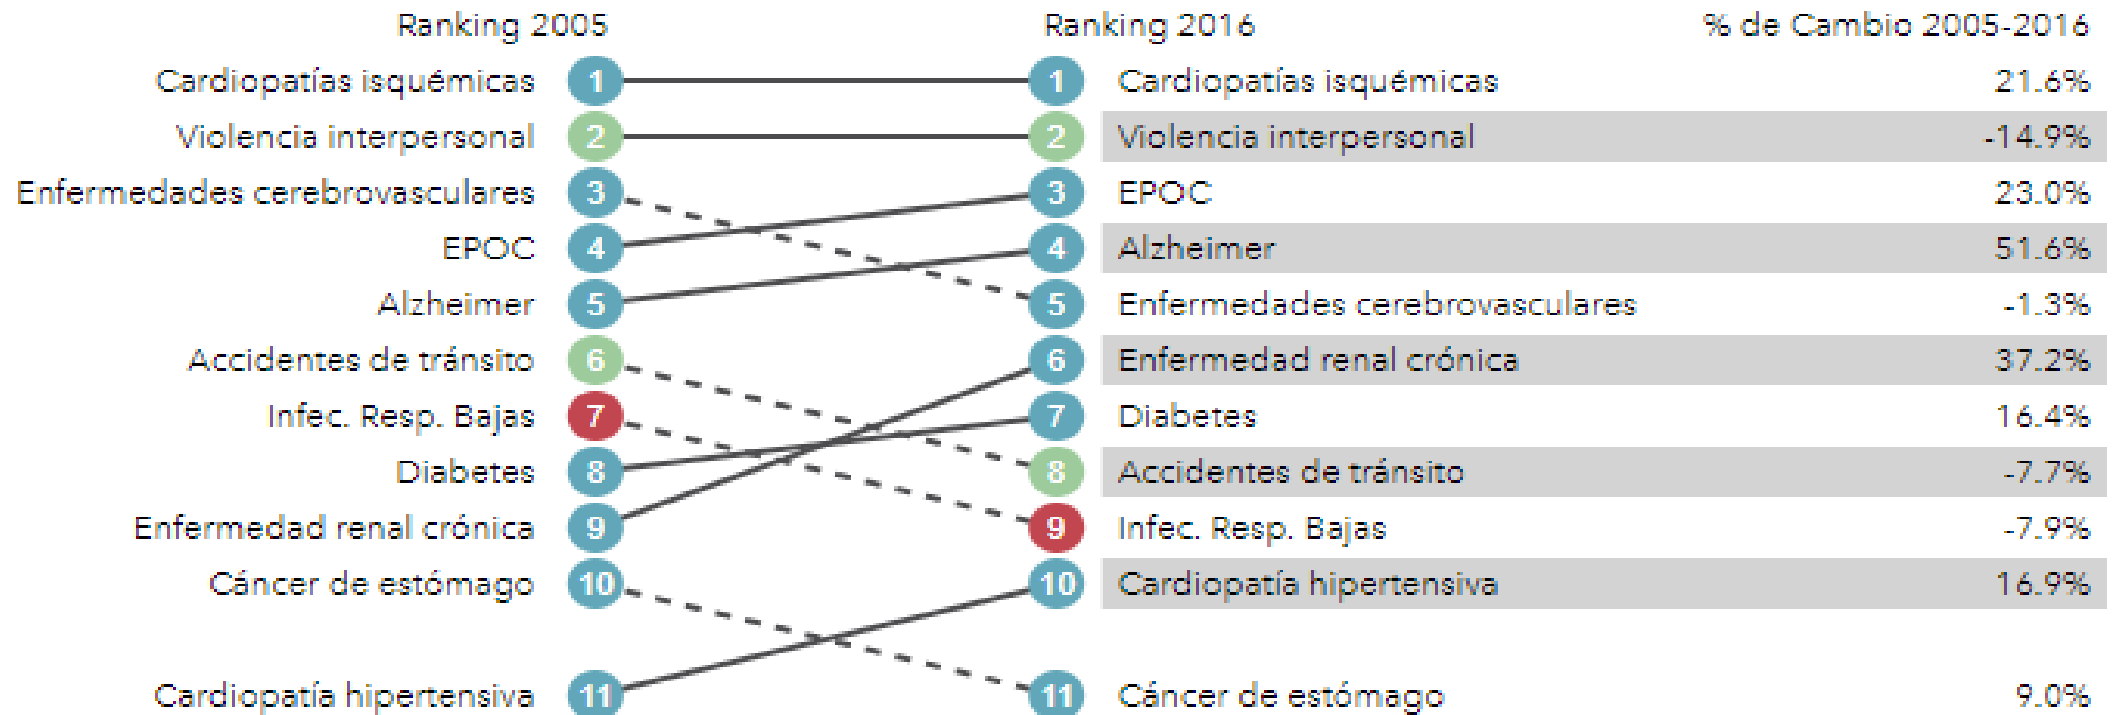 Ranking 2005 Ranking 2016 % de Cambio 2005-2016
Cardiopatías isquémicas 1 1 Cardiopatías isquémicas 21.6%
Violencia interpersonal 2 2 Violencia interpersonal -14.9%
Enfermedades cerebrovasculares 3 3 EPOC 23.0%
EPOC 4 4 Alzheimer 51.6%
Alzheimer 5 5 Enfermedades cerebrovasculares -1.3%
Accidentes de tránsito 6 6 Enfermedad renal crónica 37.2%
Infec. Resp. Bajas 7 7 Diabetes 16.4%
Diabetes 8 8 Accidentes de tránsito -7.7%
Enfermedad renal crónica 9 9 Infec. Resp. Bajas -7.9%
Cáncer de estómago 10 10 Cardiopatía hipertensiva 16.9%
Cardiopatía hipertensiva 11 11 Cáncer de estómago 9.0%